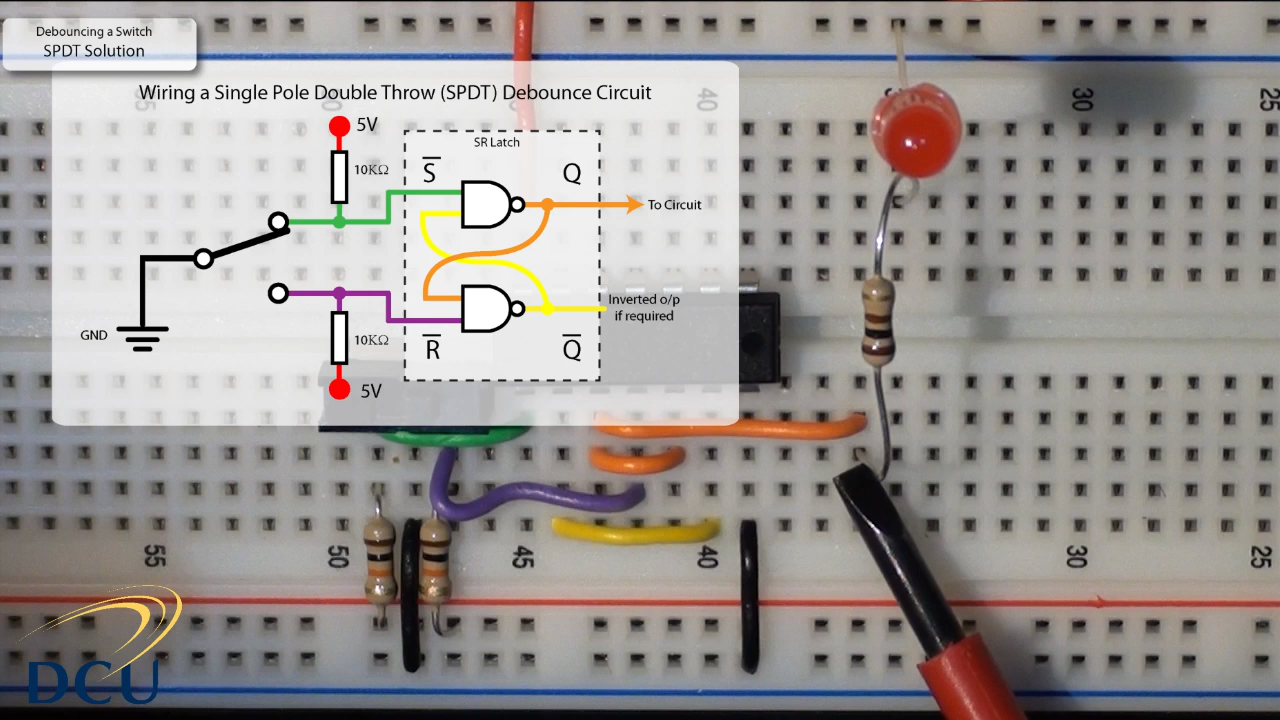 Debouncing a Switch
SPDT Solution
Wiring a Single Pole Double Throw (SPDT) Debounce Circuit
5V
SR Latch
10KΩ
S̅
Q
To Circuit
Inverted o/p
if required
GND
10KΩ
R̅
Q̅
5V
40
30
25
55
50
45
40
30
25
DCU